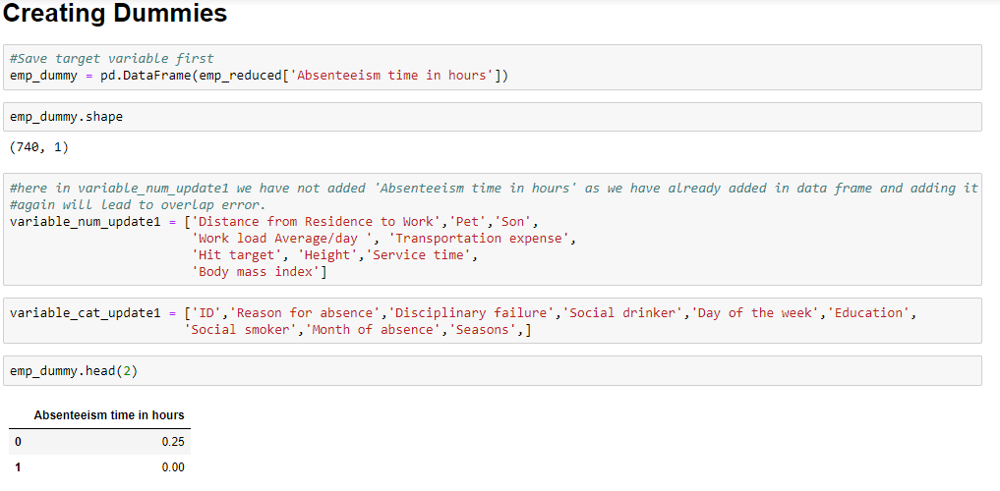 Creating Dummies
#Save target variable first
emp_dummy = pd.DataFrame(emp_reduced['Absenteeism time in hours'])
emp_dummy.shape
(740, 1)
#here in variable_num_update1 we have not added 'Absenteeism time in hours' as we have already added in data frame and adding it
#again will lead to overlap error.
variable_num_update1 = ['Distance from Residence to Work','Pet','Son',
'Work load Average/day ', 'Transportation expense',
'Hit target', 'Height','Service time',
'Body mass index']
variable_cat_update1 = ['ID','Reason for absence','Disciplinary failure','Social drinker','Day of the week','Education',
'Social smoker','Month of absence','Seasons',]
emp_dummy.head(2)
Absenteeism time in hours
0 0.25
1 0.00